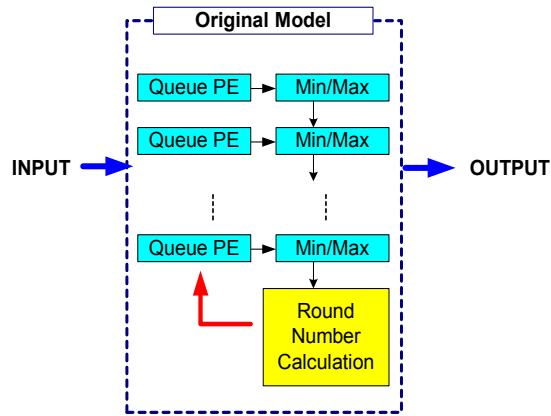 Original Model
Queue PE Min/Max
Queue PE Min/Max
INPUT OUTPUT
Queue PE Min/Max
Round
Number
Calculation